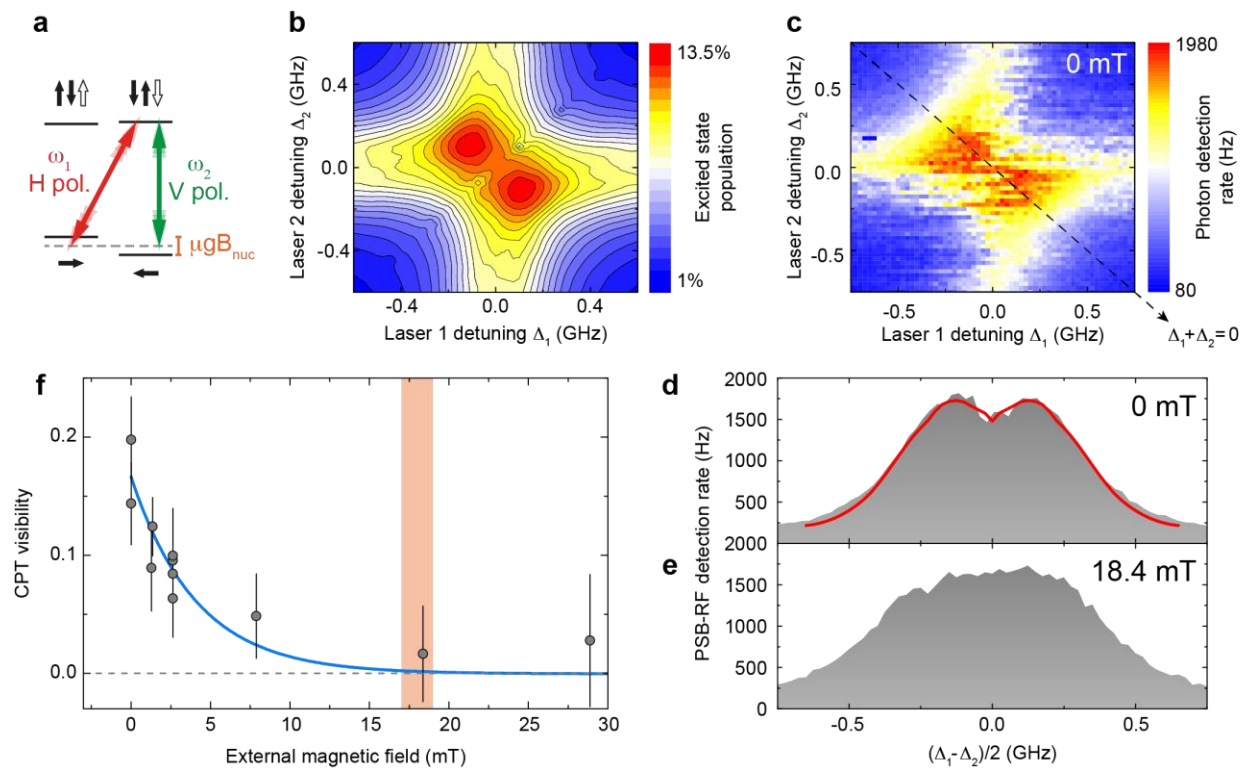 a
↑↓⇧ ↓↑⇩
ω₁
H pol.
ω₂
V pol.
μgB_nuc
→ ←
b
Laser 2 detuning Δ₂ (GHz)
0.4
0.0
-0.4
-0.4 0.0 0.4
Laser 1 detuning Δ₁ (GHz)
13.5%
1%
Excited state
population
c
0 mT
Laser 2 detuning Δ₂ (GHz)
0.5
0.0
-0.5
-0.5 0.0 0.5
Laser 1 detuning Δ₁ (GHz)
Δ₁+Δ₂=0
1980
80
Photon detection
rate (Hz)
f
CPT visibility
0.2
0.1
0.0
0 5 10 15 20 25 30
External magnetic field (mT)
d
0 mT
2000
1500
1000
500
2000
e
18.4 mT
1500
1000
500
0
PSB-RF detection rate (Hz)
-0.5 0.0 0.5
(Δ₁-Δ₂)/2 (GHz)